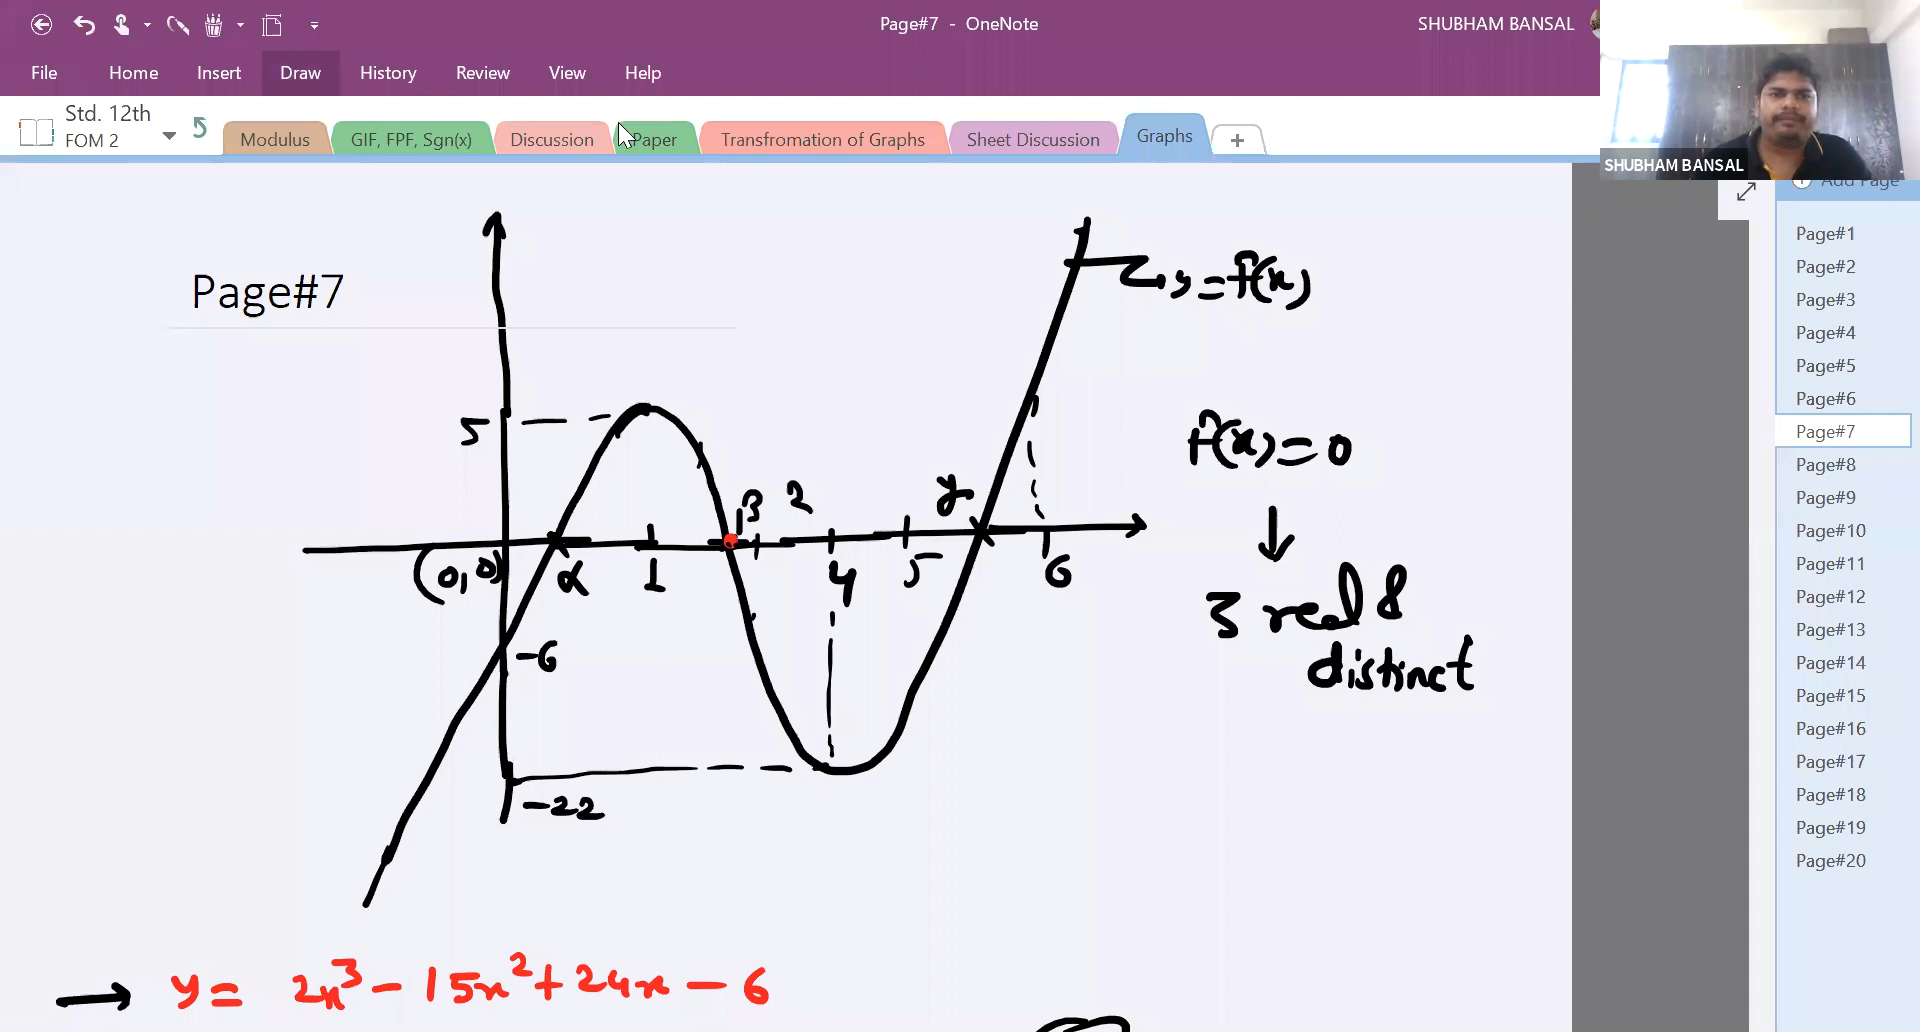 Page#7 - OneNote
SHUBHAM BANSAL
File Home Insert Draw History Review View Help
Std. 12th
FOM 2
Modulus
GIF, FPF, Sgn(x)
Discussion
Paper
Transfromation of Graphs
Sheet Discussion
Graphs
+
SHUBHAM BANSAL
Add Page
Page#1
Page#2
Page#3
Page#4
Page#5
Page#6
Page#7
Page#8
Page#9
Page#10
Page#11
Page#12
Page#13
Page#14
Page#15
Page#16
Page#17
Page#18
Page#19
Page#20
Page#7
y=f(x)
5
f(x)=0
β 2 γ
(0,0) α 1 4 5 6
3 real &
distinct
-6
-22
y = 2x³ - 15x² + 24x - 6